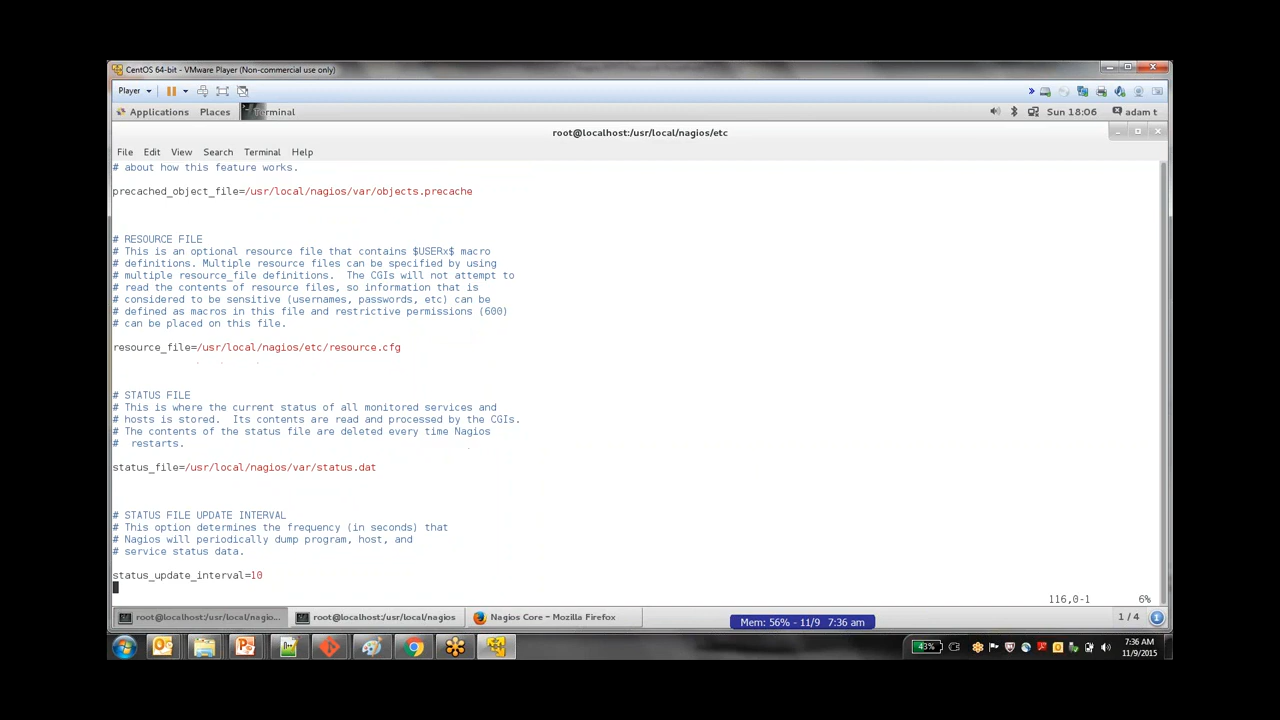 CentOS 64-bit - VMware Player (Non-commercial use only)
Player
Applications Places Terminal Sun 18:06 adam t
root@localhost:/usr/local/nagios/etc
File Edit View Search Terminal Help
# about how this feature works.
precached_object_file=/usr/local/nagios/var/objects.precache
# RESOURCE FILE
# This is an optional resource file that contains $USERx$ macro
# definitions. Multiple resource files can be specified by using
# multiple resource_file definitions.  The CGIs will not attempt to
# read the contents of resource files, so information that is
# considered to be sensitive (usernames, passwords, etc) can be
# defined as macros in this file and restrictive permissions (600)
# can be placed on this file.
resource_file=/usr/local/nagios/etc/resource.cfg
# STATUS FILE
# This is where the current status of all monitored services and
# hosts is stored.  Its contents are read and processed by the CGIs.
# The contents of the status file are deleted every time Nagios
#  restarts.
status_file=/usr/local/nagios/var/status.dat
# STATUS FILE UPDATE INTERVAL
# This option determines the frequency (in seconds) that
# Nagios will periodically dump program, host, and
# service status data.
status_update_interval=10
116,0-1 6%
root@localhost:/usr/local/nagio... root@localhost:/usr/local/nagios Nagios Core - Mozilla Firefox 1 / 4
Mem: 56% - 11/9 7:36 am
43% 7:36 AM
11/9/2015